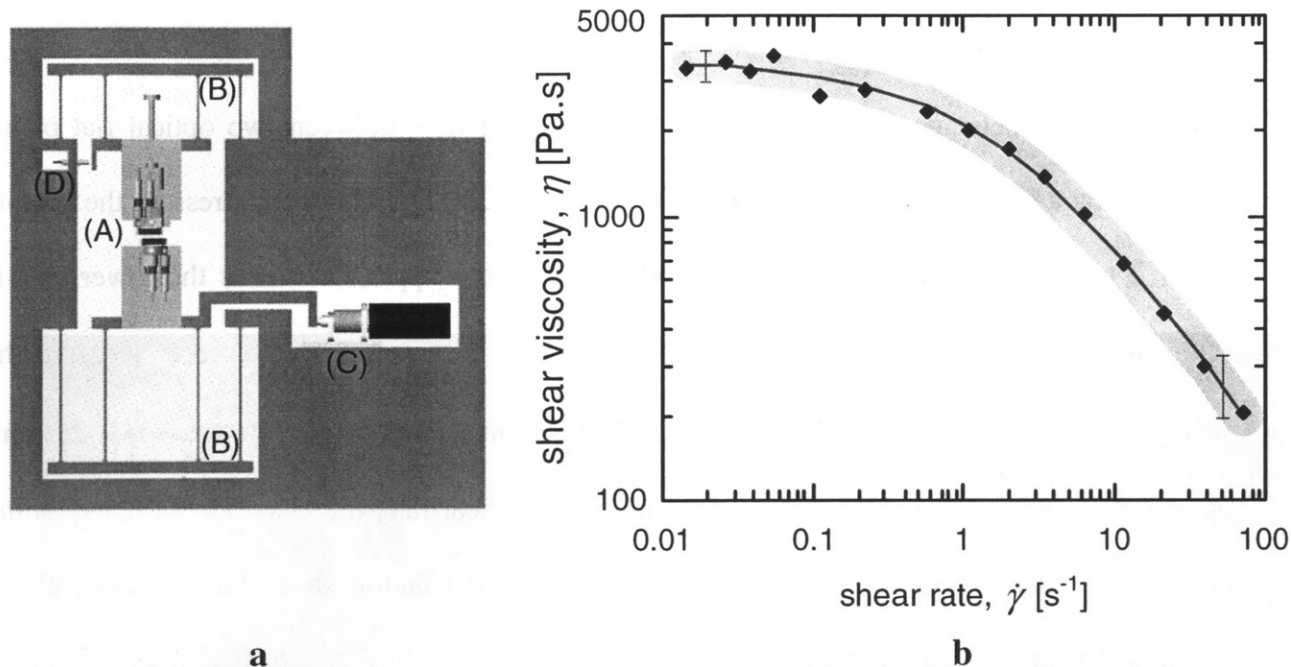 (B)
(D)
(A)
(C)
(B)
a
shear viscosity, η [Pa.s]
5000
1000
100
0.01 0.1 1 10 100
shear rate, γ̇ [s⁻¹]
b